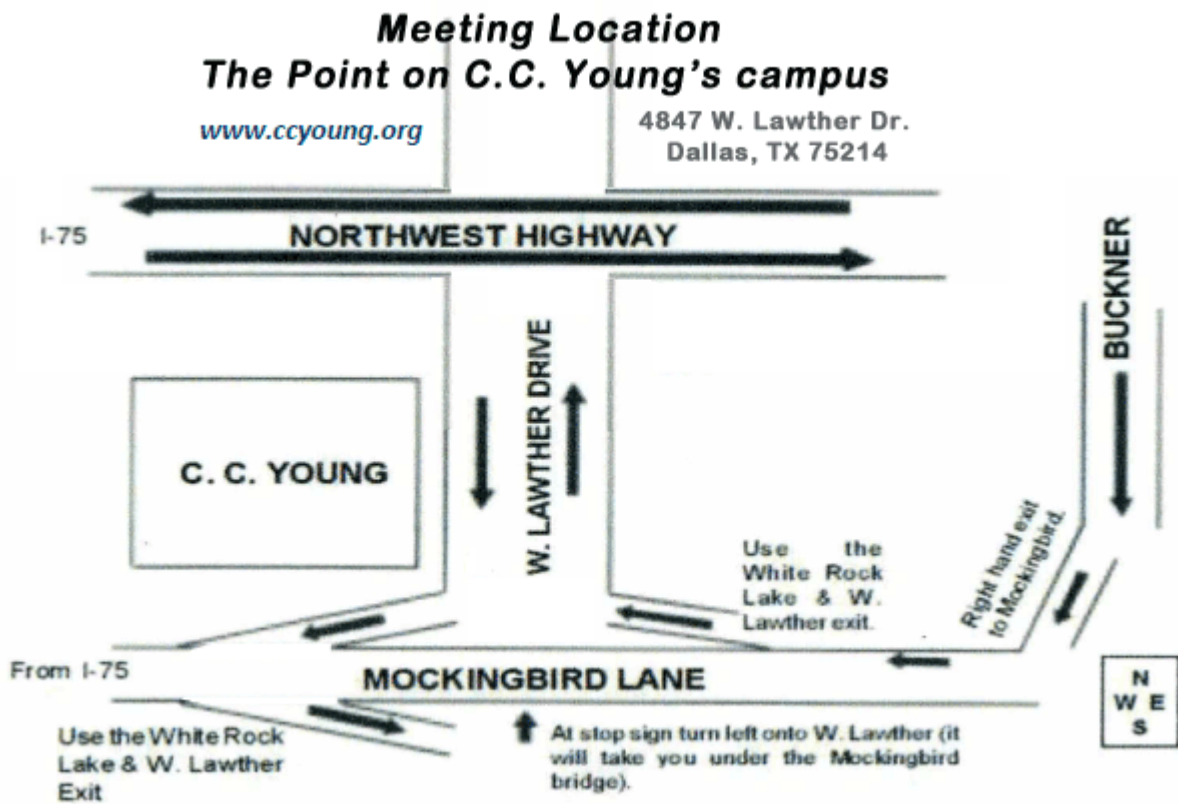 Meeting Location
The Point on C.C. Young's campus
www.ccyoung.org
4847 W. Lawther Dr.
Dallas, TX 75214
I-75
NORTHWEST HIGHWAY
BUCKNER
W. LAWTHER DRIVE
C. C. YOUNG
Use the
White Rock
Lake & W.
Lawther exit.
Right hand exit
to Mockingbird.
From I-75
MOCKINGBIRD LANE
N
W E
S
Use the White Rock
Lake & W. Lawther
Exit
At stop sign turn left onto W. Lawther (it
will take you under the Mockingbird
bridge).